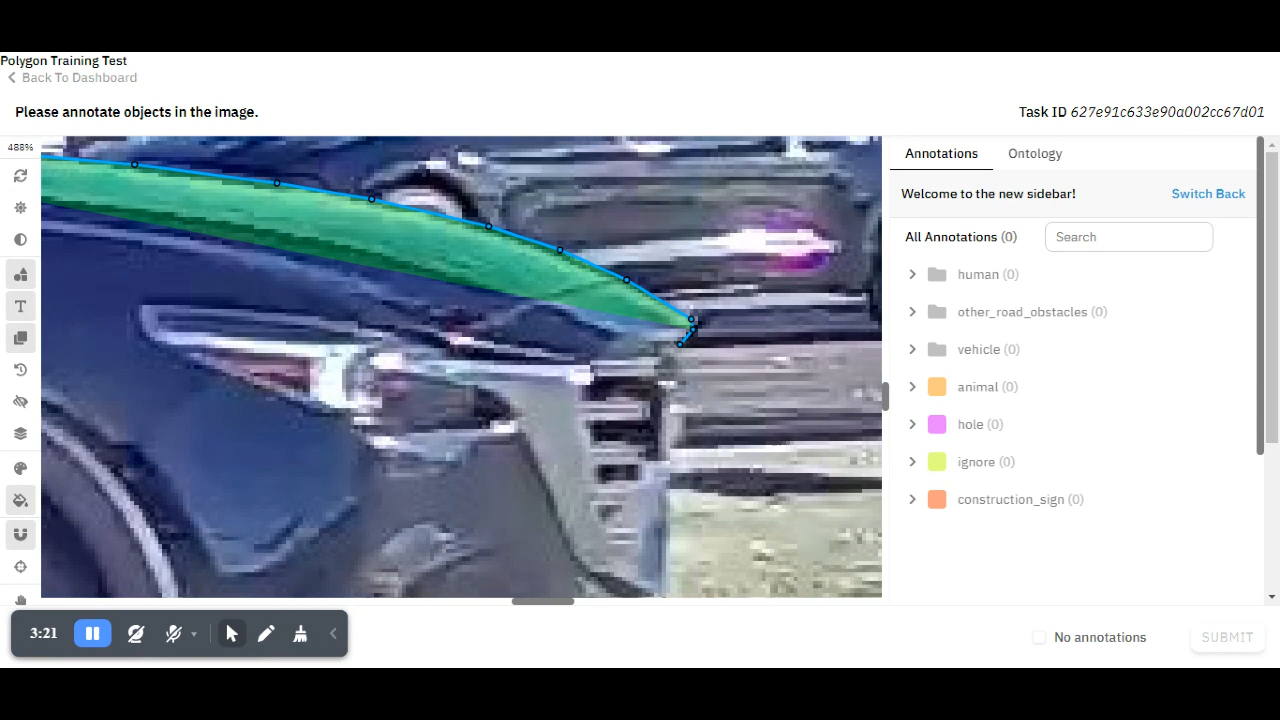 Polygon Training Test
Back To Dashboard
Please annotate objects in the image.
Task ID 627e91c633e90a002cc67d01
488%
Annotations
Ontology
Welcome to the new sidebar!
Switch Back
All Annotations (0)
Search
human (0)
other_road_obstacles (0)
vehicle (0)
animal (0)
hole (0)
ignore (0)
construction_sign (0)
3:21
No annotations
SUBMIT